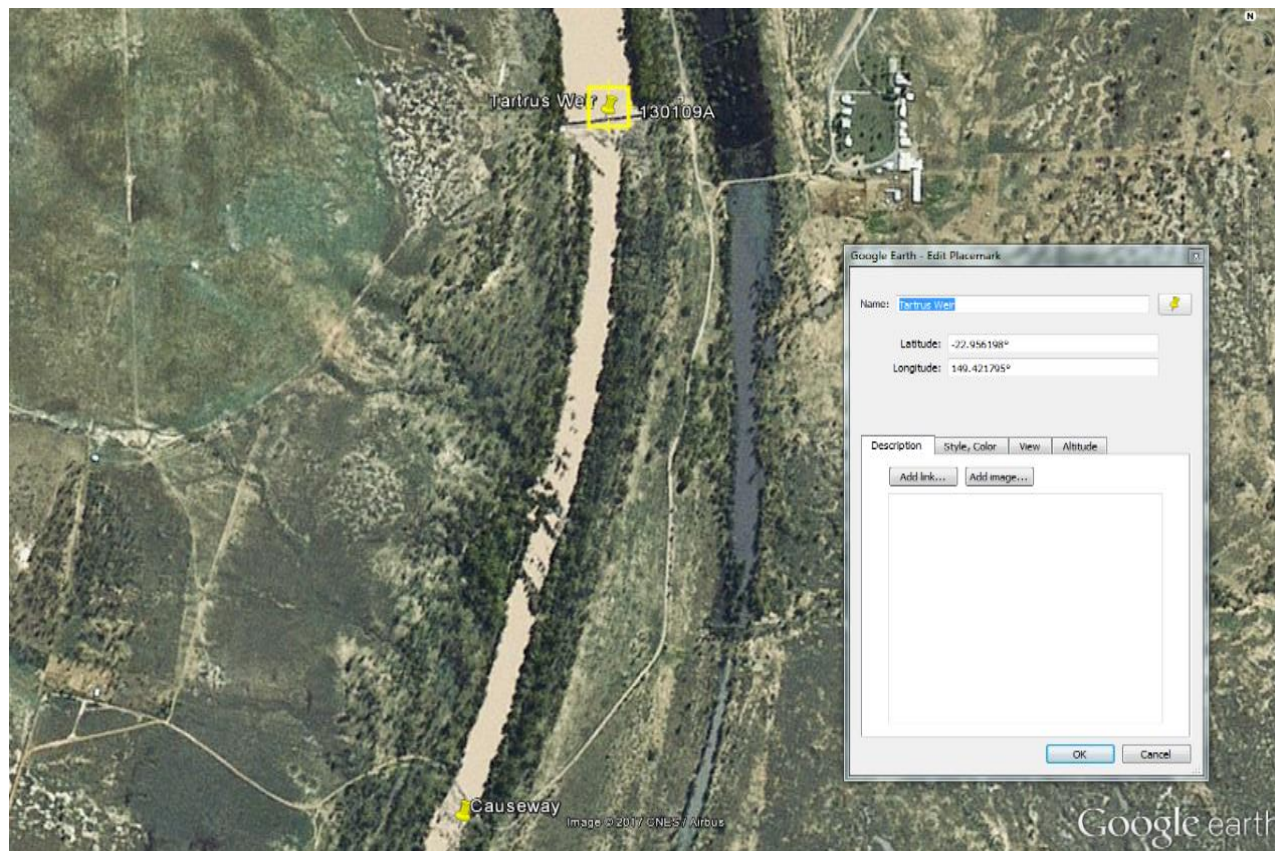 N
Tartrus Weir
130109A
Google Earth - Edit Placemark
Name: Tartrus Weir
Latitude: -22.956198°
Longitude: 149.421795°
Description Style, Color View Altitude
Add link... Add image...
OK Cancel
Causeway
Image © 2017 CNES / Airbus
Google earth